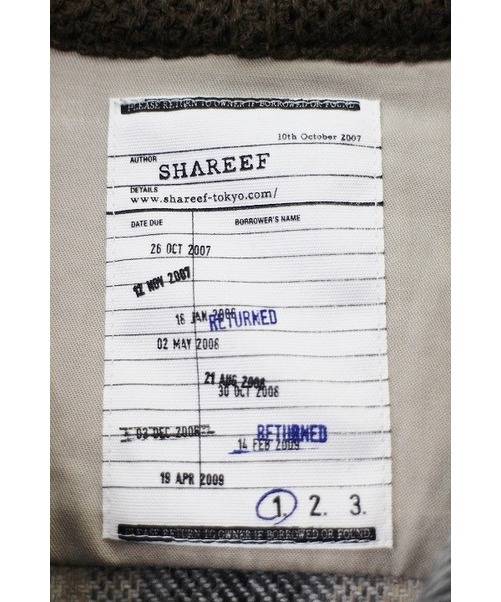 PLEASE RETURN TO OWNER IF BORROWED OR FOUND.
10th October 2007
AUTHOR
SHAREEF
DETAILS
www.shareef-tokyo.com/
DATE DUE BORROWER'S NAME
26 OCT 2007
12 NOV 2007
16 JAN 2008
RETURNED
02 MAY 2008
21 AUG 2008
30 OCT 2008
03 DEC 2008
RETURNED
14 FEB 2009
19 APR 2009
1. 2. 3.
PLEASE RETURN TO OWNER IF BORROWED OR FOUND.